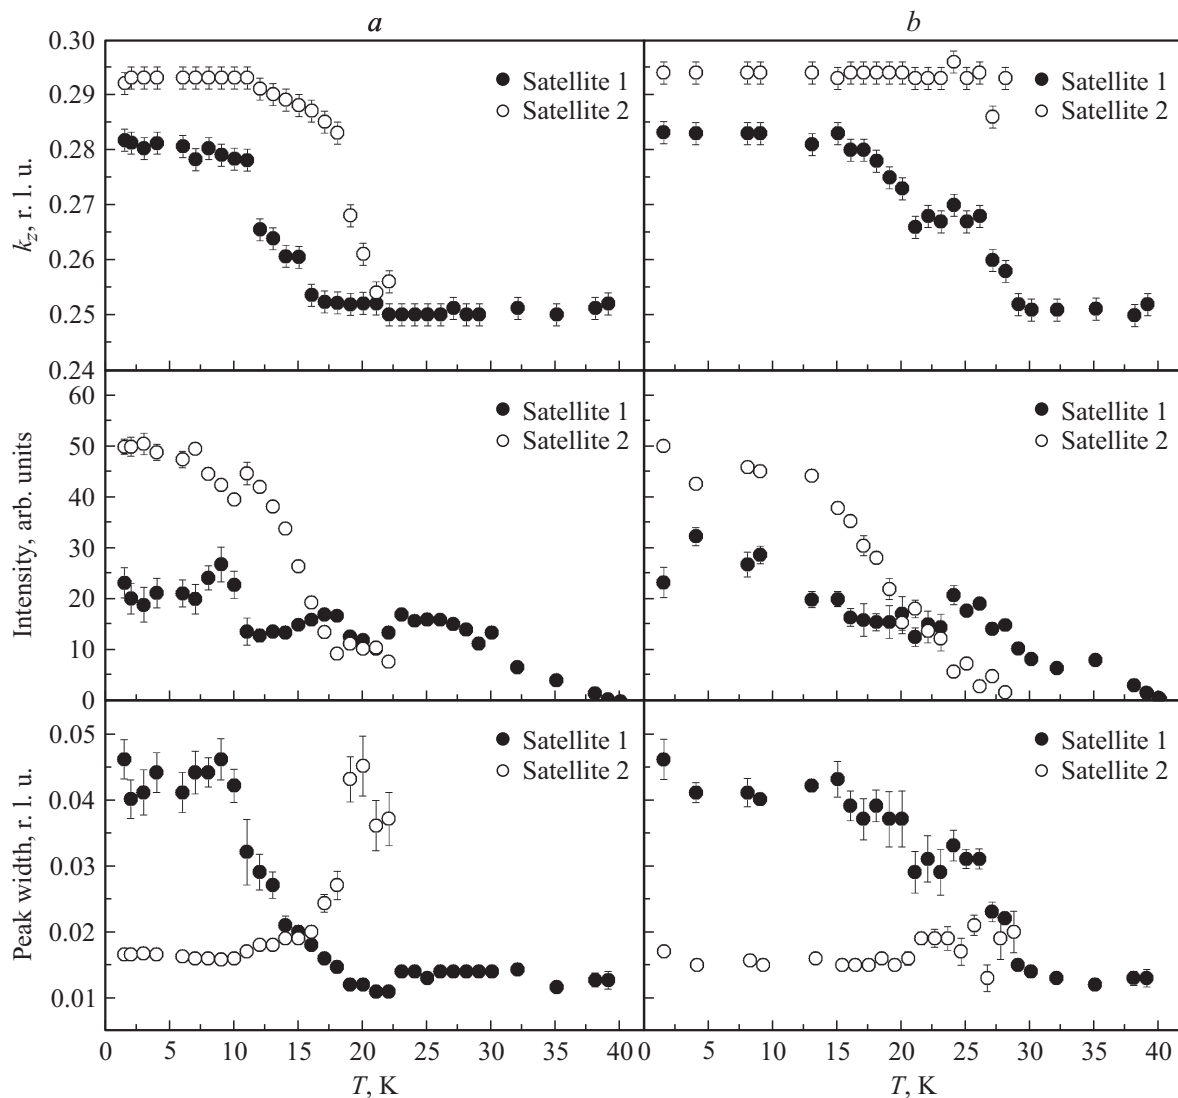 a b
0.30
0.29
0.28
0.27
0.26
0.25
0.24
k_z, r. l. u.
Satellite 1
Satellite 2
Satellite 1
Satellite 2
60
50
40
30
20
10
0
Intensity, arb. units
Satellite 1
Satellite 2
Satellite 1
Satellite 2
0.05
0.04
0.03
0.02
0.01
Peak width, r. l. u.
Satellite 1
Satellite 2
Satellite 1
Satellite 2
0 5 10 15 20 25 30 35 40 0 5 10 15 20 25 30 35 40
T, K T, K